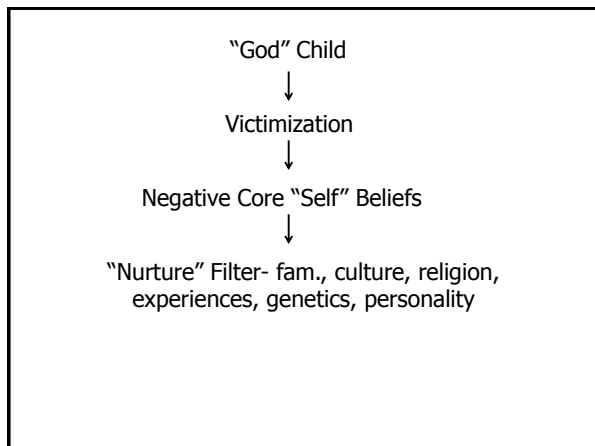 “God” Child
Victimization
Negative Core “Self” Beliefs
“Nurture” Filter- fam., culture, religion,
experiences, genetics, personality